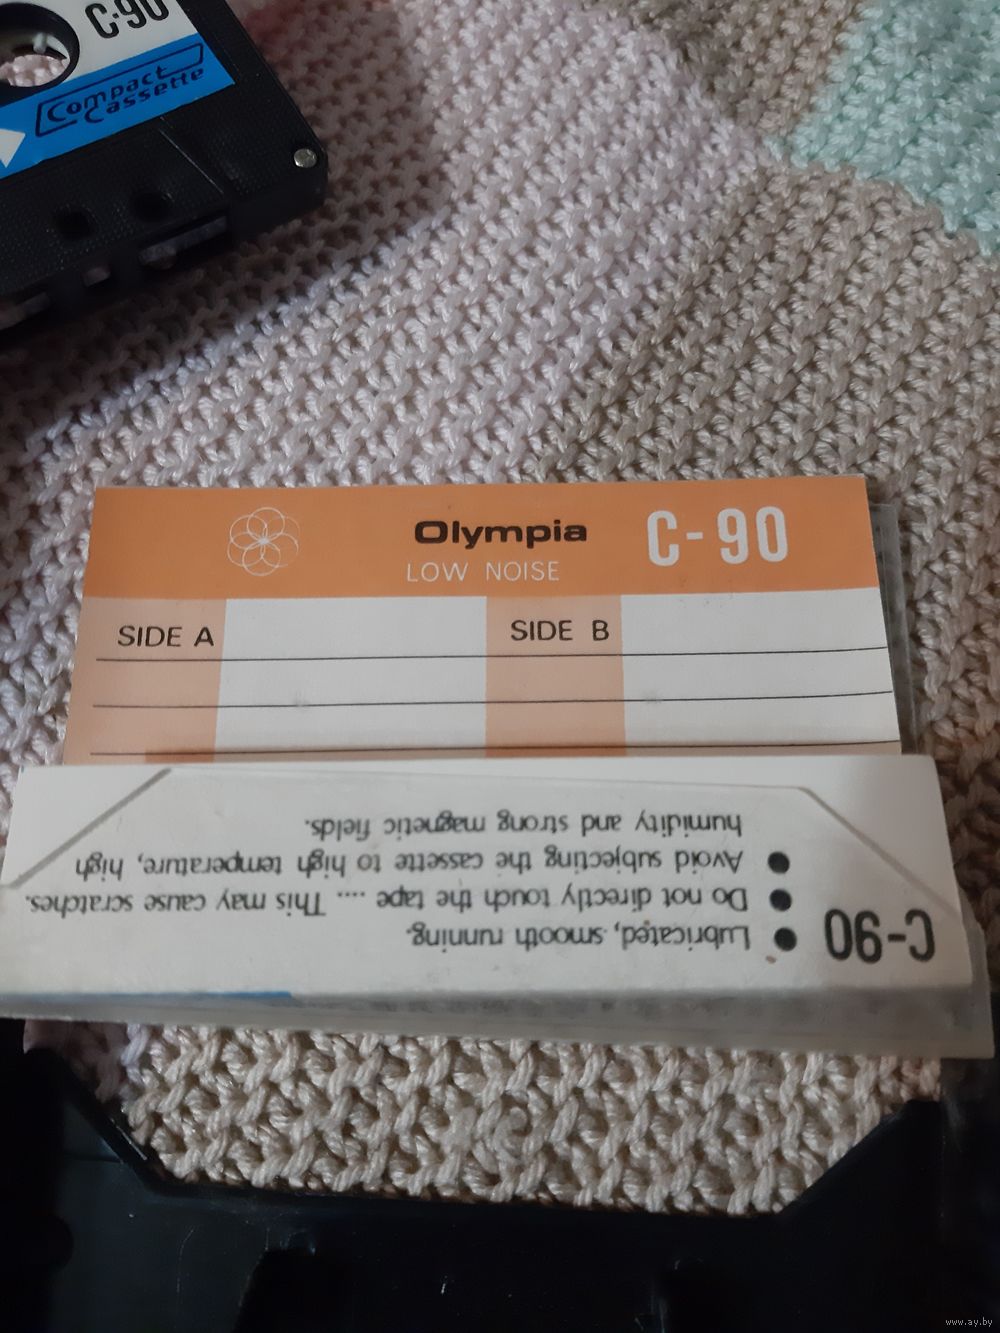 C-90
Compact
Cassette
Olympia
C-90
LOW NOISE
SIDE A
SIDE B
C-90
● Lubricated, smooth running.
● Do not directly touch the tape .... This may cause scratches.
● Avoid subjecting the cassette to high temperature, high
humidity and strong magnetic fields.
www.ay.by